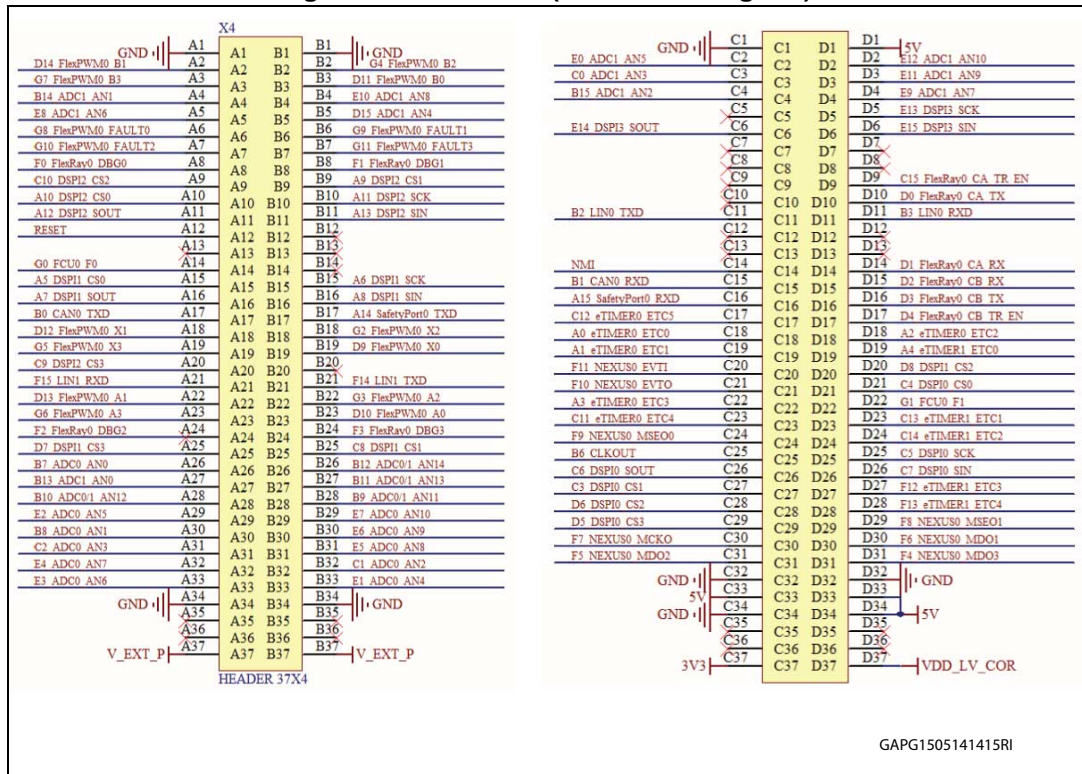 X4
GND A1 A1 B1 B1 GND
D14 FlexPWM0 B1 A2 A2 B2 B2 G4 FlexPWM0 B2
G7 FlexPWM0 B3 A3 A3 B3 B3 D11 FlexPWM0 B0
B14 ADC1 AN1 A4 A4 B4 B4 E10 ADC1 AN8
E8 ADC1 AN6 A5 A5 B5 B5 D15 ADC1 AN4
G8 FlexPWM0 FAULT0 A6 A6 B6 B6 G9 FlexPWM0 FAULT1
G10 FlexPWM0 FAULT2 A7 A7 B7 B7 G11 FlexPWM0 FAULT3
F0 FlexRay0 DBG0 A8 A8 B8 B8 F1 FlexRay0 DBG1
C10 DSPI2 CS2 A9 A9 B9 B9 A9 DSPI2 CS1
A10 DSPI2 CS0 A10 A10 B10 B10 A11 DSPI2 SCK
A12 DSPI2 SOUT A11 A11 B11 B11 A13 DSPI2 SIN
RESET A12 A12 B12 B12
A13 A13 B13 B13
G0 FCU0 F0 A14 A14 B14 B14
A5 DSPI1 CS0 A15 A15 B15 B15 A6 DSPI1 SCK
A7 DSPI1 SOUT A16 A16 B16 B16 A8 DSPI1 SIN
B0 CAN0 TXD A17 A17 B17 B17 A14 SafetyPort0 TXD
D12 FlexPWM0 X1 A18 A18 B18 B18 G2 FlexPWM0 X2
G5 FlexPWM0 X3 A19 A19 B19 B19 D9 FlexPWM0 X0
C9 DSPI2 CS3 A20 A20 B20 B20
F15 LIN1 RXD A21 A21 B21 B21 F14 LIN1 TXD
D13 FlexPWM0 A1 A22 A22 B22 B22 G3 FlexPWM0 A2
G6 FlexPWM0 A3 A23 A23 B23 B23 D10 FlexPWM0 A0
F2 FlexRay0 DBG2 A24 A24 B24 B24 F3 FlexRay0 DBG3
D7 DSPI1 CS3 A25 A25 B25 B25 C8 DSPI1 CS1
B7 ADC0 AN0 A26 A26 B26 B26 B12 ADC0/1 AN14
B13 ADC1 AN0 A27 A27 B27 B27 B11 ADC0/1 AN13
B10 ADC0/1 AN12 A28 A28 B28 B28 B9 ADC0/1 AN11
E2 ADC0 AN5 A29 A29 B29 B29 E7 ADC0 AN10
B8 ADC0 AN1 A30 A30 B30 B30 E6 ADC0 AN9
C2 ADC0 AN3 A31 A31 B31 B31 E5 ADC0 AN8
E4 ADC0 AN7 A32 A32 B32 B32 C1 ADC0 AN2
E3 ADC0 AN6 A33 A33 B33 B33 E1 ADC0 AN4
GND A34 A34 B34 B34 GND
A35 A35 B35 B35
A36 A36 B36 B36
V_EXT_P A37 A37 B37 B37 V_EXT_P
HEADER 37X4
GND C1 C1 D1 D1 5V
E0 ADC1 AN5 C2 C2 D2 D2 E12 ADC1 AN10
C0 ADC1 AN3 C3 C3 D3 D3 E11 ADC1 AN9
B15 ADC1 AN2 C4 C4 D4 D4 E9 ADC1 AN7
C5 C5 D5 D5 E13 DSPI3 SCK
E14 DSPI3 SOUT C6 C6 D6 D6 E15 DSPI3 SIN
C7 C7 D7 D7
C8 C8 D8 D8
C9 C9 D9 D9 C15 FlexRay0 CA TR EN
C10 C10 D10 D10 D0 FlexRay0 CA TX
B2 LIN0 TXD C11 C11 D11 D11 B3 LIN0 RXD
C12 C12 D12 D12
C13 C13 D13 D13
NMI C14 C14 D14 D14 D1 FlexRay0 CA RX
B1 CAN0 RXD C15 C15 D15 D15 D2 FlexRay0 CB RX
A15 SafetyPort0 RXD C16 C16 D16 D16 D3 FlexRay0 CB TX
C12 eTIMER0 ETC5 C17 C17 D17 D17 D4 FlexRay0 CB TR EN
A0 eTIMER0 ETC0 C18 C18 D18 D18 A2 eTIMER0 ETC2
A1 eTIMER0 ETC1 C19 C19 D19 D19 A4 eTIMER1 ETC0
F11 NEXUS0 EVTI C20 C20 D20 D20 D8 DSPI1 CS2
F10 NEXUS0 EVTO C21 C21 D21 D21 C4 DSPI0 CS0
A3 eTIMER0 ETC3 C22 C22 D22 D22 G1 FCU0 F1
C11 eTIMER0 ETC4 C23 C23 D23 D23 C13 eTIMER1 ETC1
F9 NEXUS0 MSEO0 C24 C24 D24 D24 C14 eTIMER1 ETC2
B6 CLKOUT C25 C25 D25 D25 C5 DSPI0 SCK
C6 DSPI0 SOUT C26 C26 D26 D26 C7 DSPI0 SIN
C3 DSPI0 CS1 C27 C27 D27 D27 F12 eTIMER1 ETC3
D6 DSPI0 CS2 C28 C28 D28 D28 F13 eTIMER1 ETC4
D5 DSPI0 CS3 C29 C29 D29 D29 F8 NEXUS0 MSEO1
F7 NEXUS0 MCKO C30 C30 D30 D30 F6 NEXUS0 MDO1
F5 NEXUS0 MDO2 C31 C31 D31 D31 F4 NEXUS0 MDO3
GND C32 C32 D32 D32 GND
5V C33 C33 D33 D33
GND C34 C34 D34 D34 5V
C35 C35 D35 D35
C36 C36 D36 D36
3V3 C37 C37 D37 D37 VDD_LV_COR
GAPG1505141415RI